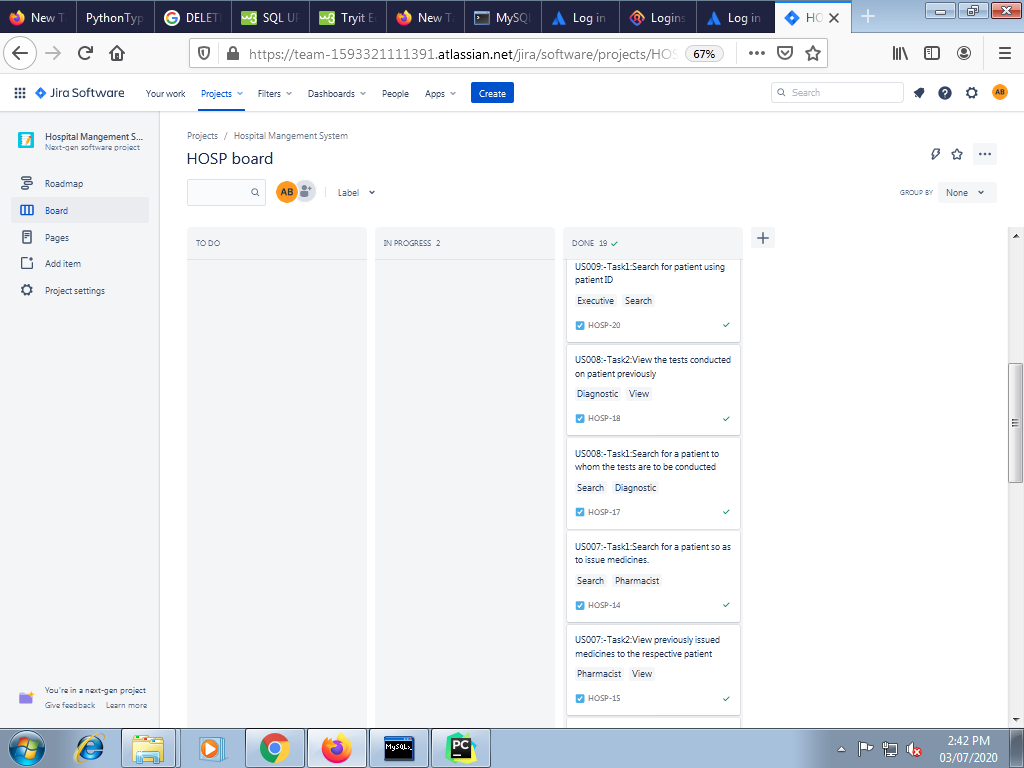 New T
PythonTyp
DELETI
SQL UP
Tryit E
New T
MySQL
Log in
Logins
Log in
HO
https://team-1593321111391.atlassian.net/jira/software/projects/HOS
67%
Jira Software
Your work
Projects
Filters
Dashboards
People
Apps
Create
Search
AB
Hospital Mangement S...
Next-gen software project
Roadmap
Board
Pages
Add item
Project settings
Projects / Hospital Mangement System
HOSP board
AB
Label
GROUP BY None
TO DO
IN PROGRESS 2
DONE 19
US009:-Task1:Search for patient using
patient ID
Executive Search
HOSP-20
US008:-Task2:View the tests conducted
on patient previously
Diagnostic View
HOSP-18
US008:-Task1:Search for a patient to
whom the tests are to be conducted
Search Diagnostic
HOSP-17
US007:-Task1:Search for a patient so as
to issue medicines.
Search Pharmacist
HOSP-14
US007:-Task2:View previously issued
medicines to the respective patient
Pharmacist View
HOSP-15
You're in a next-gen project
Give feedback Learn more
PC
2:42 PM
03/07/2020